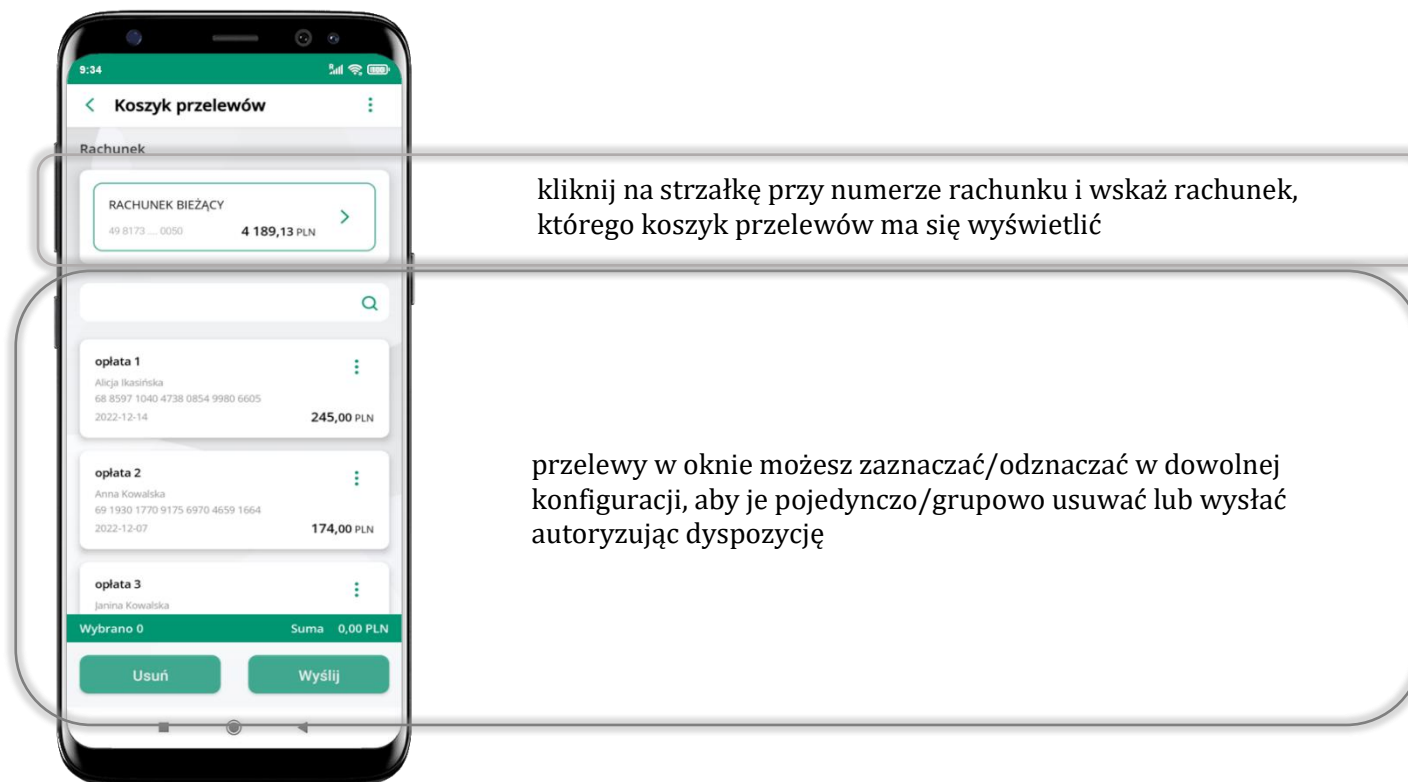 9:34
Koszyk przelewów
Rachunek
RACHUNEK BIEŻĄCY
49 8173 .... 0050 4 189,13 PLN
kliknij na strzałkę przy numerze rachunku i wskaż rachunek,
którego koszyk przelewów ma się wyświetlić
opłata 1
Alicja Ikasińska
68 8597 1040 4738 0854 9980 6605
2022-12-14 245,00 PLN
opłata 2
Anna Kowalska
69 1930 1770 9175 6970 4659 1664
2022-12-07 174,00 PLN
opłata 3
Janina Kowalska
Wybrano 0 Suma 0,00 PLN
Usuń Wyślij
przelewy w oknie możesz zaznaczać/odznaczać w dowolnej
konfiguracji, aby je pojedynczo/grupowo usuwać lub wysłać
autoryzując dyspozycję